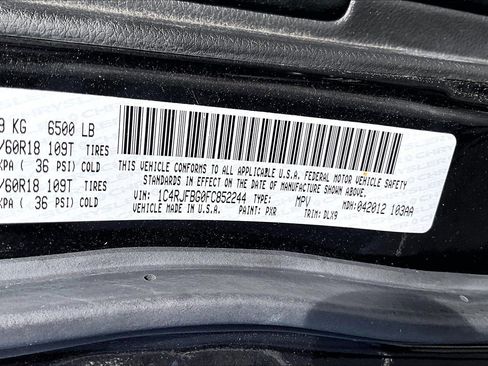 9 KG 6500 LB
/60R18 109T TIRES
KPA ( 36 PSI) COLD
/60R18 109T TIRES
KPA ( 36 PSI) COLD
THIS VEHICLE CONFORMS TO ALL APPLICABLE U.S.A. FEDERAL MOTOR VEHICLE SAFETY
STANDARDS IN EFFECT ON THE DATE OF MANUFACTURE SHOWN ABOVE.
VIN: 1C4RJFBG0FC852244 TYPE: MPV MDH: 042012 103AA
VEHICLE MADE IN U.S.A. PAINT: PXR TRIM: DLX9